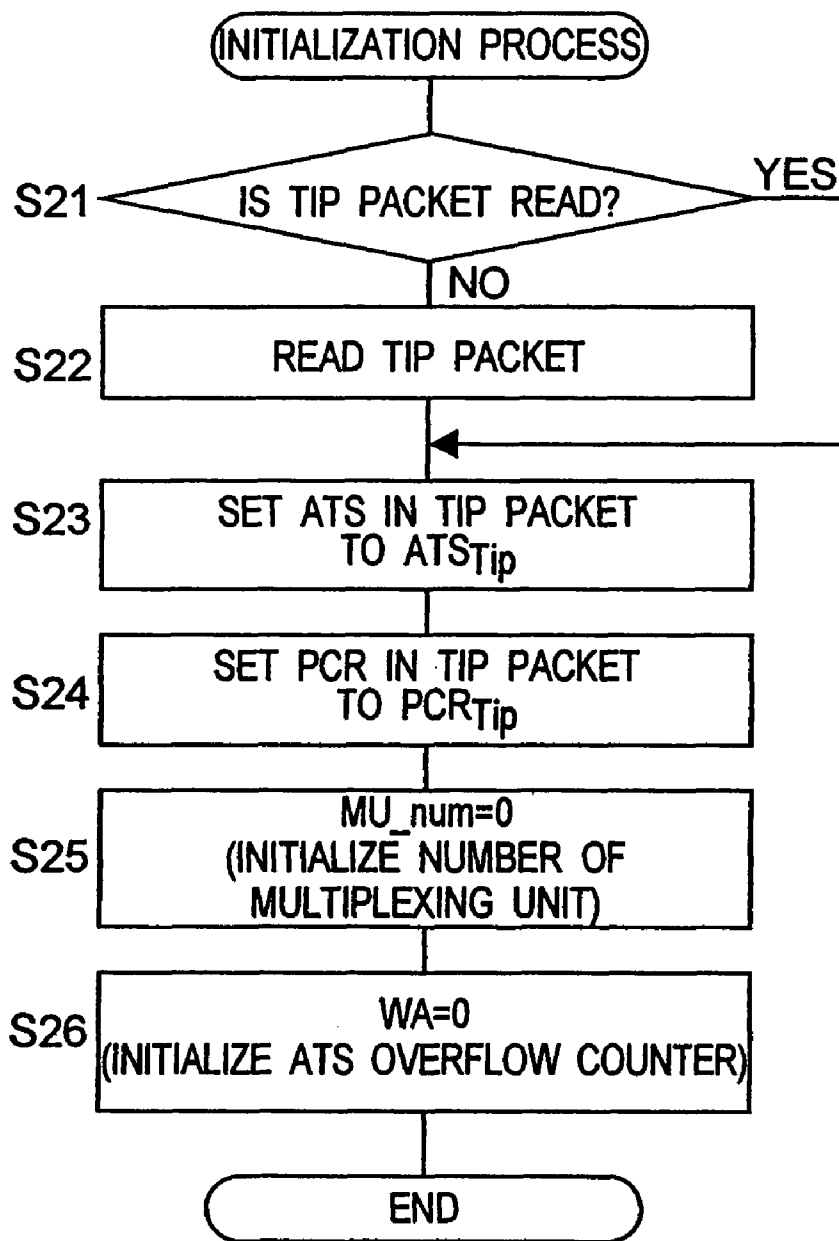 INITIALIZATION PROCESS
S21
IS TIP PACKET READ?
YES
NO
S22
READ TIP PACKET
S23
SET ATS IN TIP PACKET
TO ATSTip
S24
SET PCR IN TIP PACKET
TO PCRTip
S25
MU_num=0
(INITIALIZE NUMBER OF
MULTIPLEXING UNIT)
S26
WA=0
(INITIALIZE ATS OVERFLOW COUNTER)
END